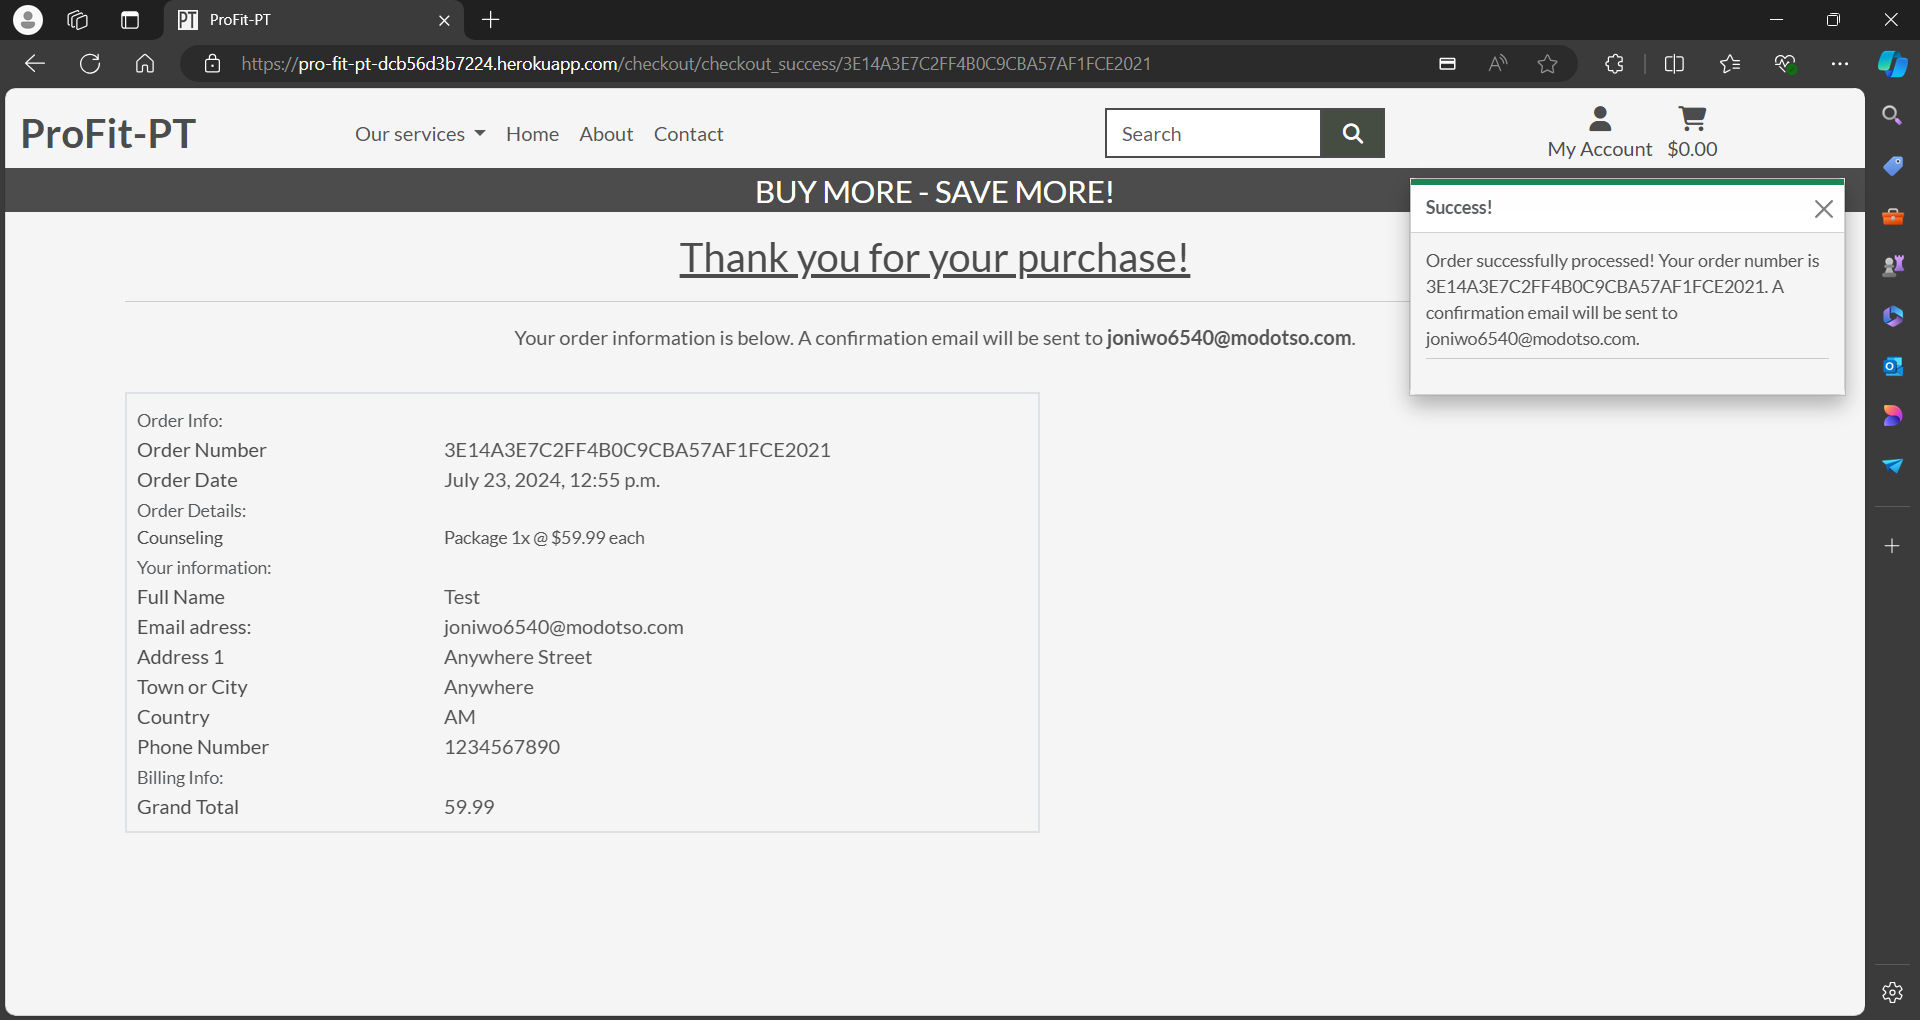 PT ProFit-PT
https://pro-fit-pt-dcb56d3b7224.herokuapp.com/checkout/checkout_success/3E14A3E7C2FF4B0C9CBA57AF1FCE2021
ProFit-PT
Our services Home About Contact
Search
My Account $0.00
BUY MORE - SAVE MORE!
Success!
Order successfully processed! Your order number is
3E14A3E7C2FF4B0C9CBA57AF1FCE2021. A
confirmation email will be sent to
joniwo6540@modotso.com.
Thank you for your purchase!
Your order information is below. A confirmation email will be sent to joniwo6540@modotso.com.
Order Info:
Order Number 3E14A3E7C2FF4B0C9CBA57AF1FCE2021
Order Date July 23, 2024, 12:55 p.m.
Order Details:
Counseling Package 1x @ $59.99 each
Your information:
Full Name Test
Email adress: joniwo6540@modotso.com
Address 1 Anywhere Street
Town or City Anywhere
Country AM
Phone Number 1234567890
Billing Info:
Grand Total 59.99